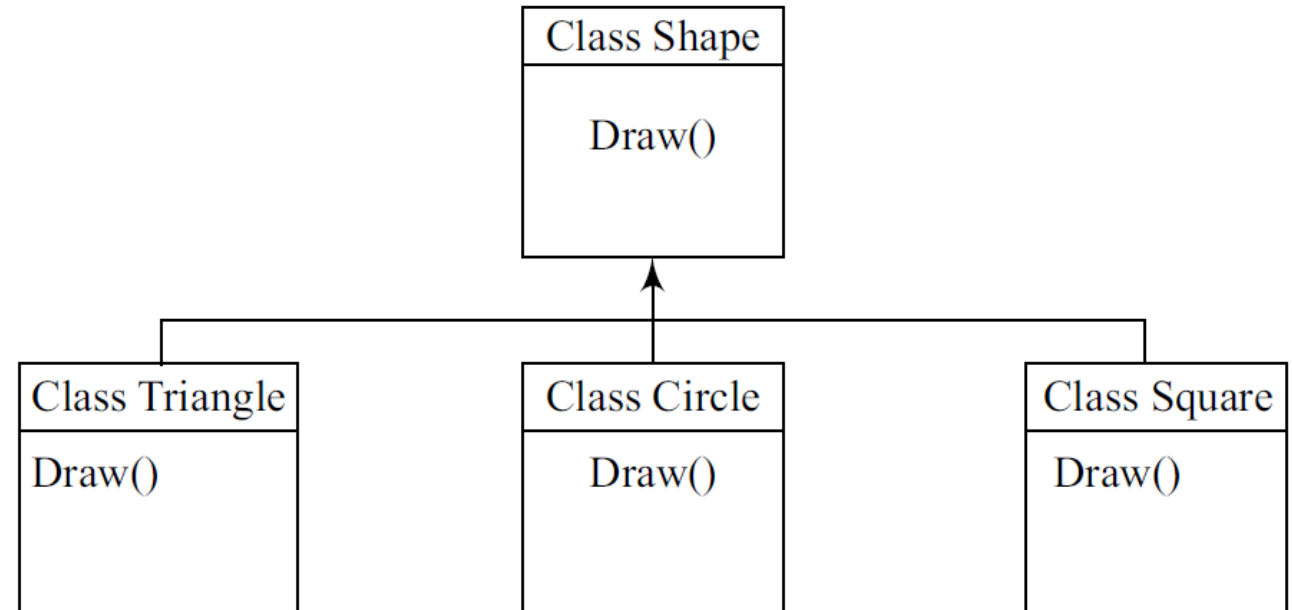 Class Shape
Draw()
Class Triangle
Draw()
Class Circle
Draw()
Class Square
Draw()